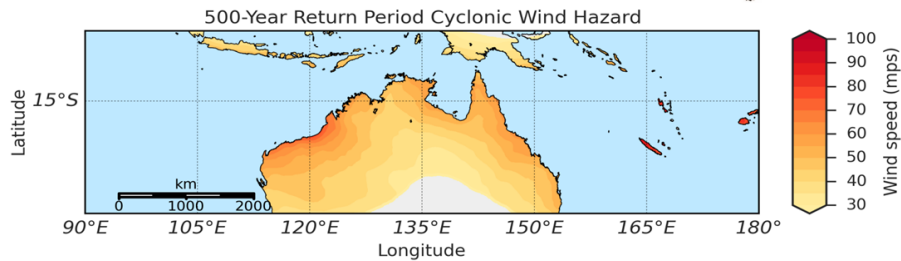 500-Year Return Period Cyclonic Wind Hazard
Latitude
15°S
km
0 1000 2000
90°E 105°E 120°E 135°E 150°E 165°E 180°
Longitude
100
90
80
70
60
50
40
30
Wind speed (mps)